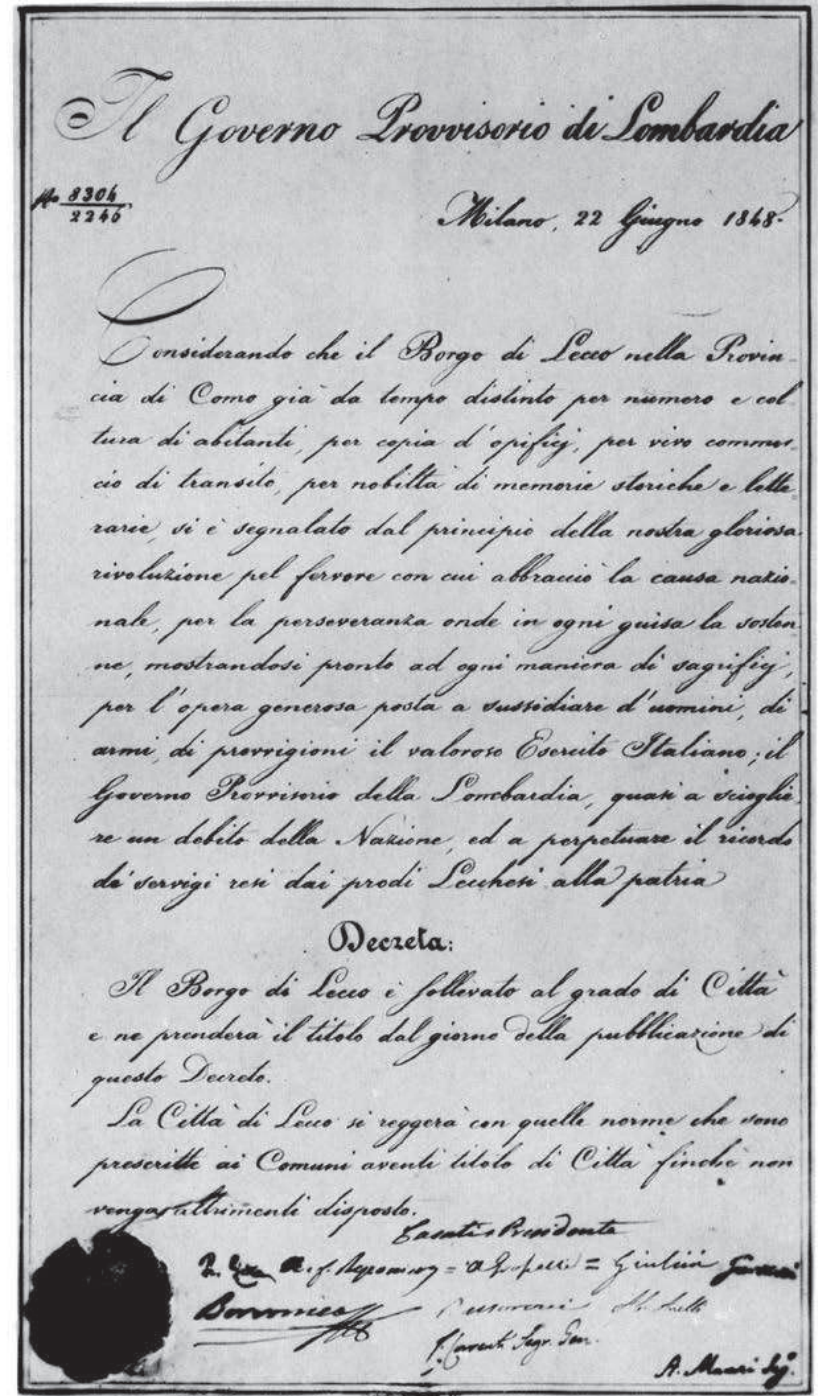 Il Governo Provvisorio di Lombardia
No 8304
2246
Milano, 22 Giugno 1848.
Considerando che il Borgo di Lecco nella Provin-
cia di Como già da tempo distinto per numero e col-
tura di abitanti, per copia d'opificj, per vivo commer-
cio di transito, per nobiltà di memorie storiche e lette-
rarie, si è segnalato dal principio della nostra gloriosa
rivoluzione pel fervore con cui abbracciò la causa nazio-
nale, per la perseveranza onde in ogni guisa la sosten-
ne, mostrandosi pronto ad ogni maniera di sagrificj,
per l'opera generosa posta a sussidiare d'uomini, di
armi, di provvigioni il valoroso Esercito Italiano; il
Governo Provvisorio della Lombardia, quasi a scioglie-
re un debito della Nazione, ed a perpetuare il ricordo
de' servigi resi dai prodi Lecchesi alla patria
Decreta:
Il Borgo di Lecco è sollevato al grado di Città
e ne prenderà il titolo dal giorno della pubblicazione di
questo Decreto.
La Città di Lecco si reggerà con quelle norme che sono
prescritte ai Comuni aventi titolo di Città finchè non
venga altrimenti disposto.
Casati Presidente
Giulini
Borromeo
Segr. Gen.